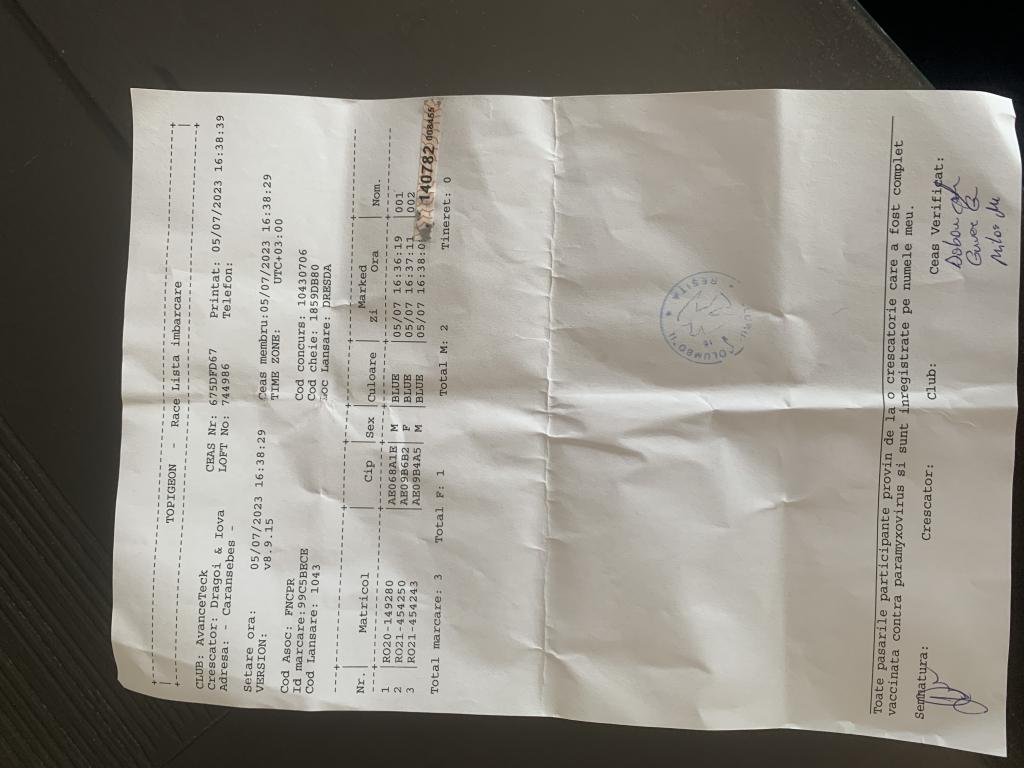 TOPIGEON - Race Lista imbarcare
CLUB: AvanceTeck CEAS Nr: 675DFD67 Printat: 05/07/2023 16:38:39
Crescator: Dragoi & Iova LOFT No: 744986 Telefon:
Adresa: - Caransebes -
Setare ora: 05/07/2023 16:38:29 Ceas membru:05/07/2023 16:38:29
VERSION: v8.9.15 TIME ZONE: UTC+03:00
Cod Asoc: FNCPR Cod concurs: 10430706
Id marcare:99C5BECE Cod cheie: 1859DB80
Cod Lansare: 1043 Loc Lansare: DRESDA
Nr. Matricol Cip Sex Culoare Marked Zi Ora Nom.
1 RO20-149280 AE068A1E M BLUE 05/07 16:36:19 001
2 RO21-454250 AE09B6B2 F BLUE 05/07 16:37:11 002
3 RO21-454243 AE09B4A5 M BLUE 05/07 16:38:0
140782 008465
Total marcare: 3 Total F: 1 Total M: 2 Tineret: 0
RESITA
Toate pasarile participante provin de la o crescatorie care a fost complet
vaccinata contra paramyxovirus si sunt inregistrate pe numele meu.
Semnatura: Crescator: Club: Ceas Verificat: